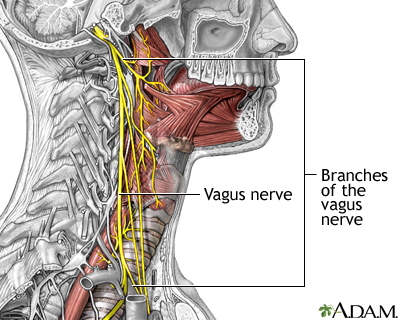 Vagus nerve
Branches
of the
vagus
nerve
A.D.A.M.